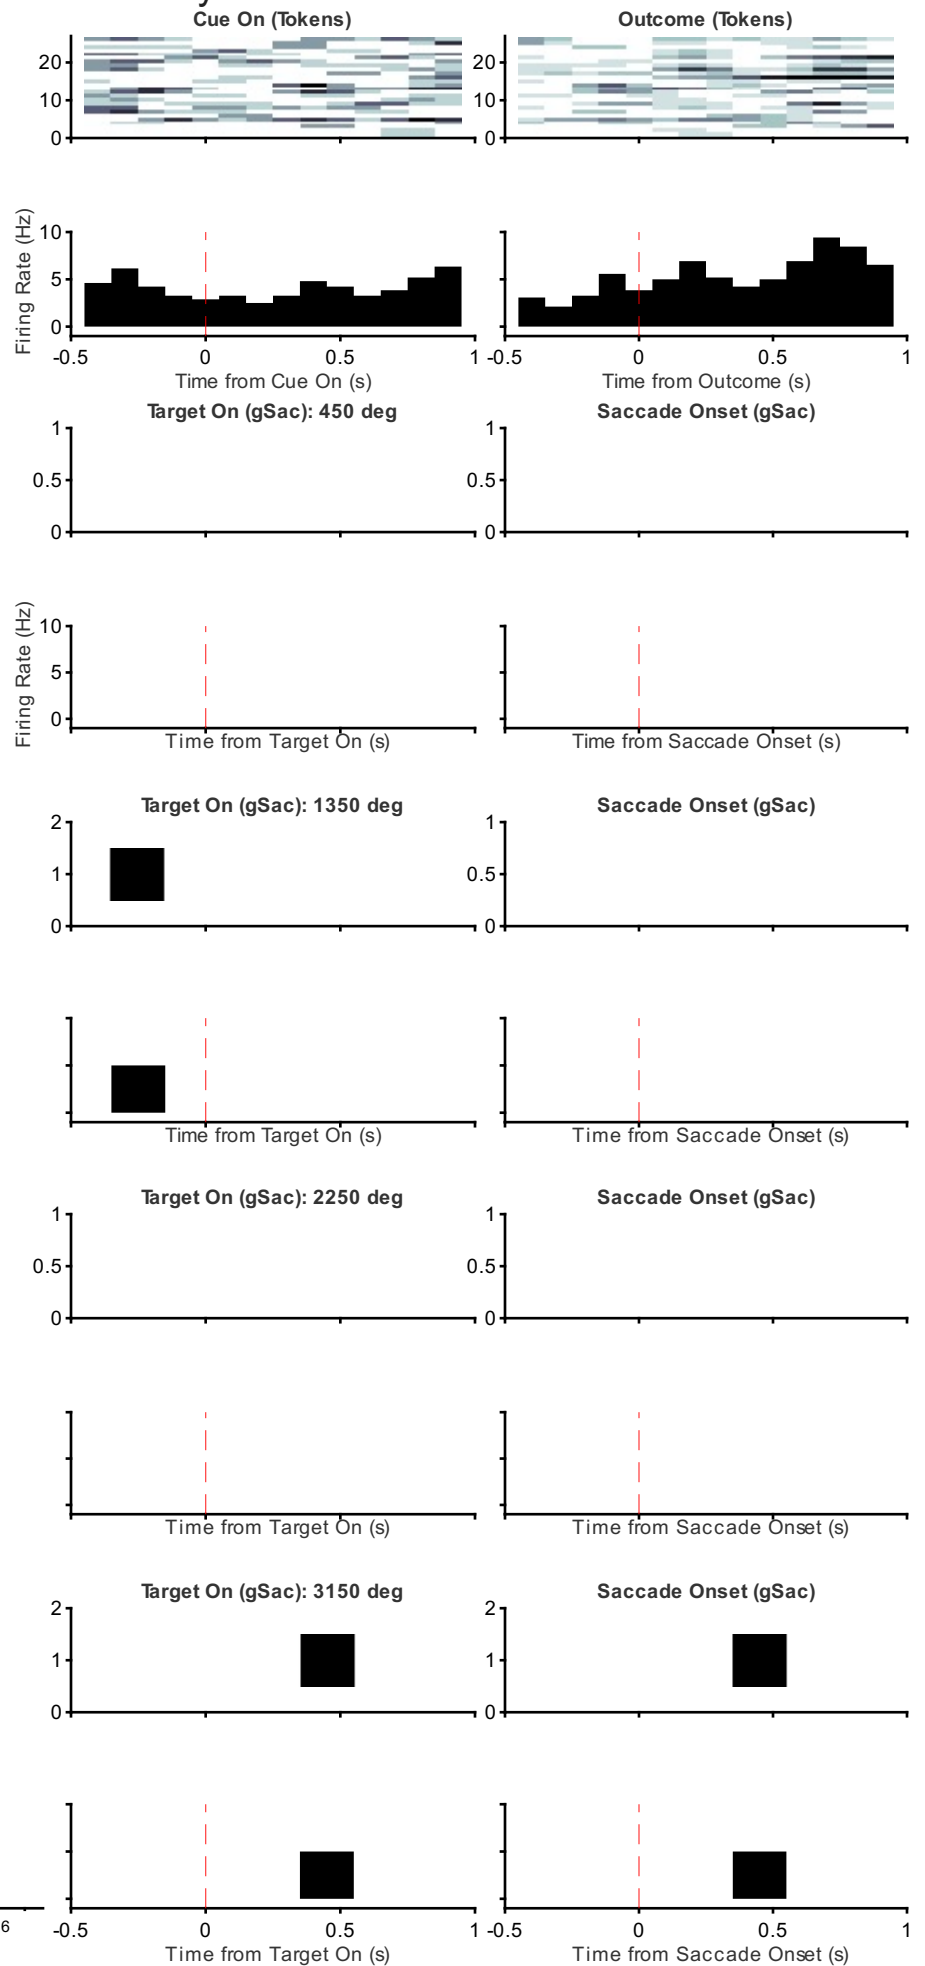 Cue On (Tokens) Outcome (Tokens)
20 20
10 10
0 0
Firing Rate (Hz)
10
5
0
-0.5 0 0.5 1 -0.5 0 0.5 1
Time from Cue On (s) Time from Outcome (s)
Target On (gSac): 450 deg Saccade Onset (gSac)
1 1
0.5 0.5
0 0
Firing Rate (Hz)
10
5
0
Time from Target On (s) Time from Saccade Onset (s)
Target On (gSac): 1350 deg Saccade Onset (gSac)
2 1
1 0.5
0 0
Time from Target On (s) Time from Saccade Onset (s)
Target On (gSac): 2250 deg Saccade Onset (gSac)
1 1
0.5 0.5
0 0
Time from Target On (s) Time from Saccade Onset (s)
Target On (gSac): 3150 deg Saccade Onset (gSac)
2 2
1 1
0 0
6 -0.5 0 0.5 1 -0.5 0 0.5 1
Time from Target On (s) Time from Saccade Onset (s)